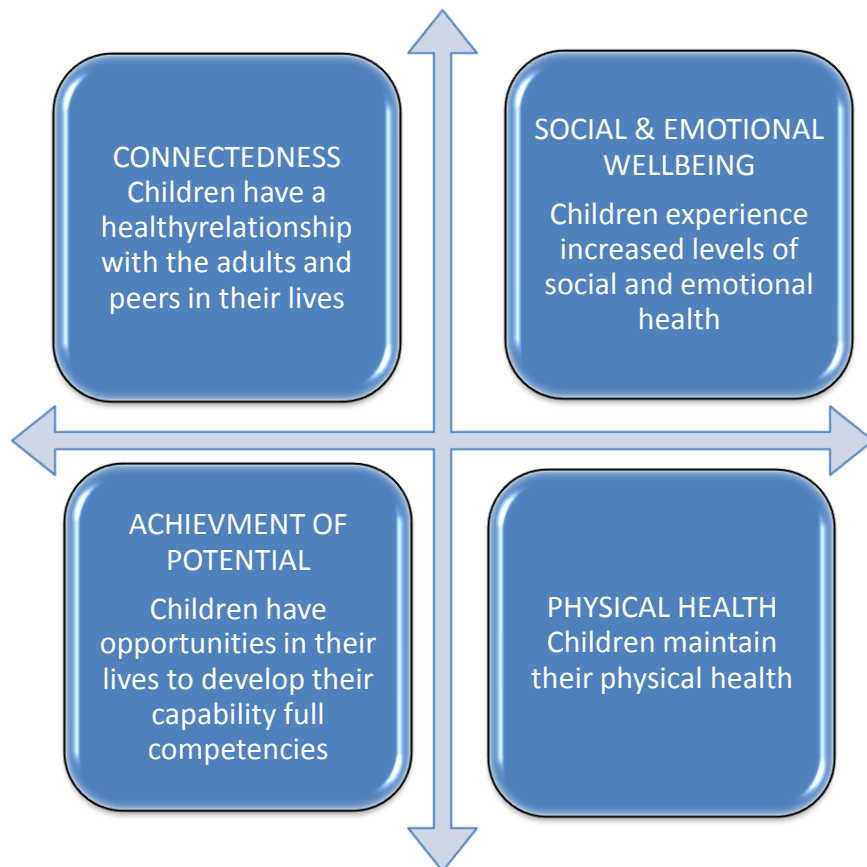 CONNECTEDNESS
Children have a
healthyrelationship
with the adults and
peers in their lives
SOCIAL & EMOTIONAL
WELLBEING
Children experience
increased levels of
social and emotional
health
ACHIEVMENT OF
POTENTIAL
Children have
opportunities in their
lives to develop their
capability full
competencies
PHYSICAL HEALTH
Children maintain
their physical health